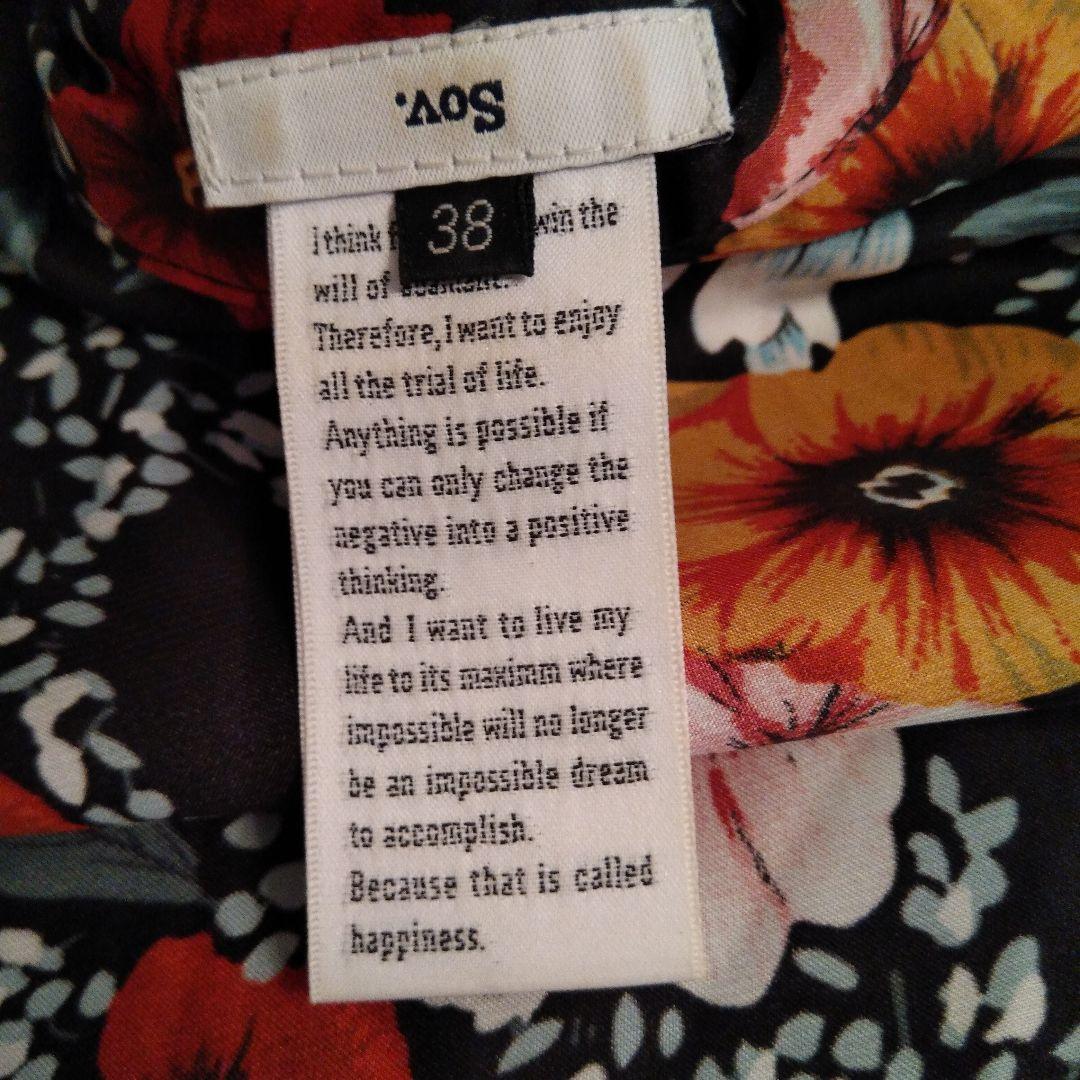 Sov.
38
I think win the
will of
Therefore, I want to enjoy
all the trial of life.
Anything is possible if
you can only change the
negative into a positive
thinking.
And I want to live my
life to its maximm where
impossible will no longer
be an impossible dream
to accomplish.
Because that is called
happiness.